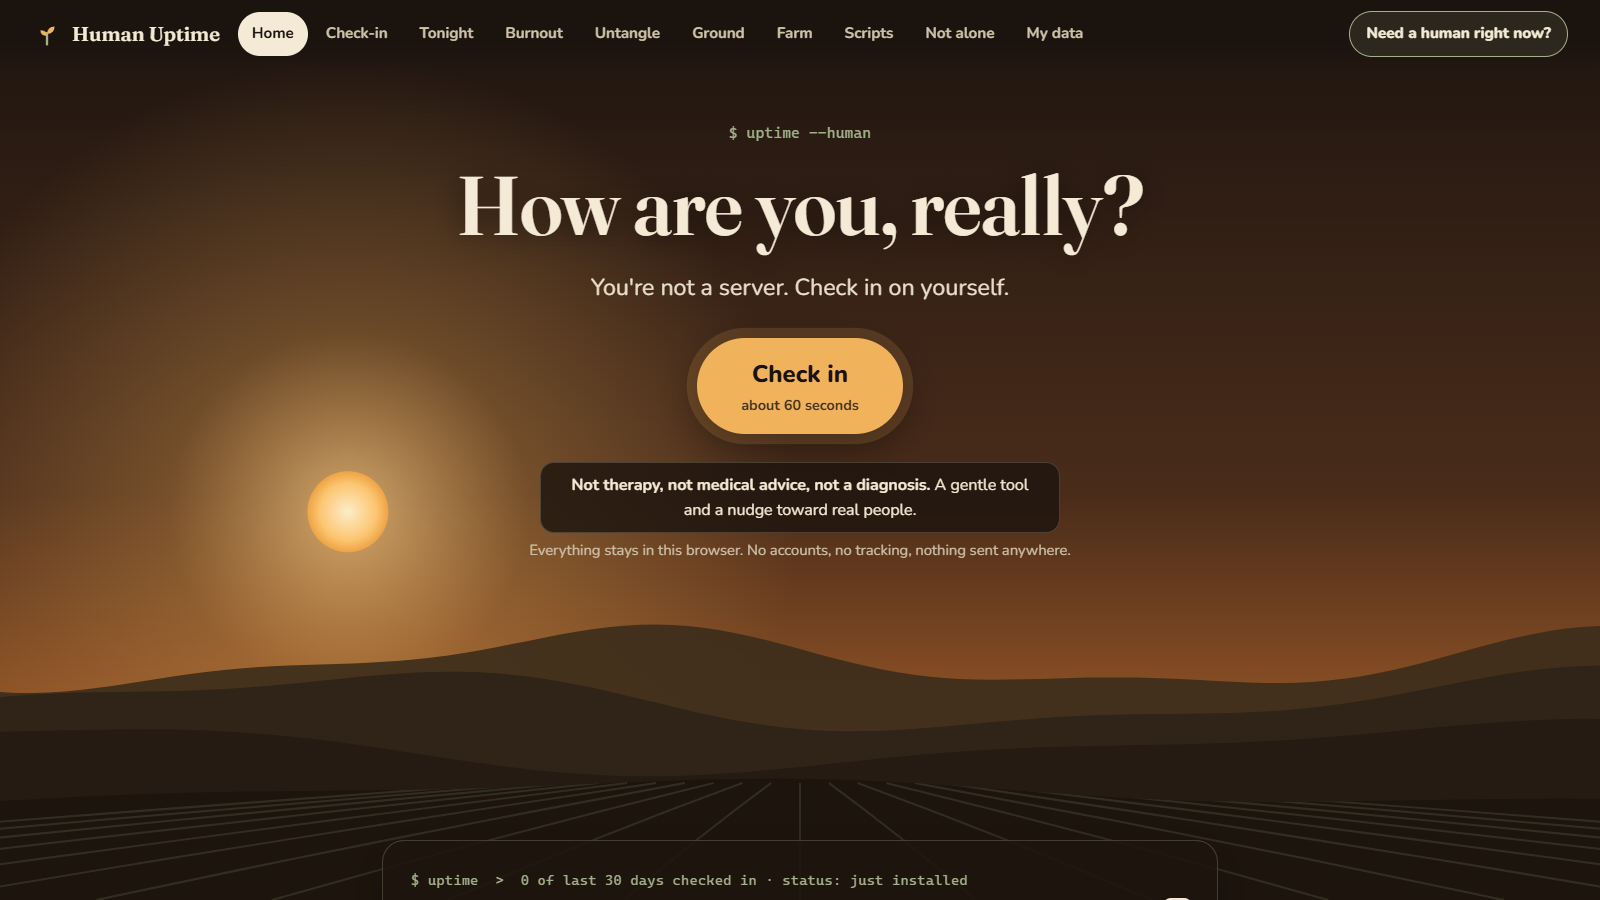 Human Uptime
Home
Check-in
Tonight
Burnout
Untangle
Ground
Farm
Scripts
Not alone
My data
Need a human right now?
$ uptime --human
How are you, really?
You're not a server. Check in on yourself.
Check in
about 60 seconds
Not therapy, not medical advice, not a diagnosis. A gentle tool
and a nudge toward real people.
Everything stays in this browser. No accounts, no tracking, nothing sent anywhere.
$ uptime > 0 of last 30 days checked in · status: just installed